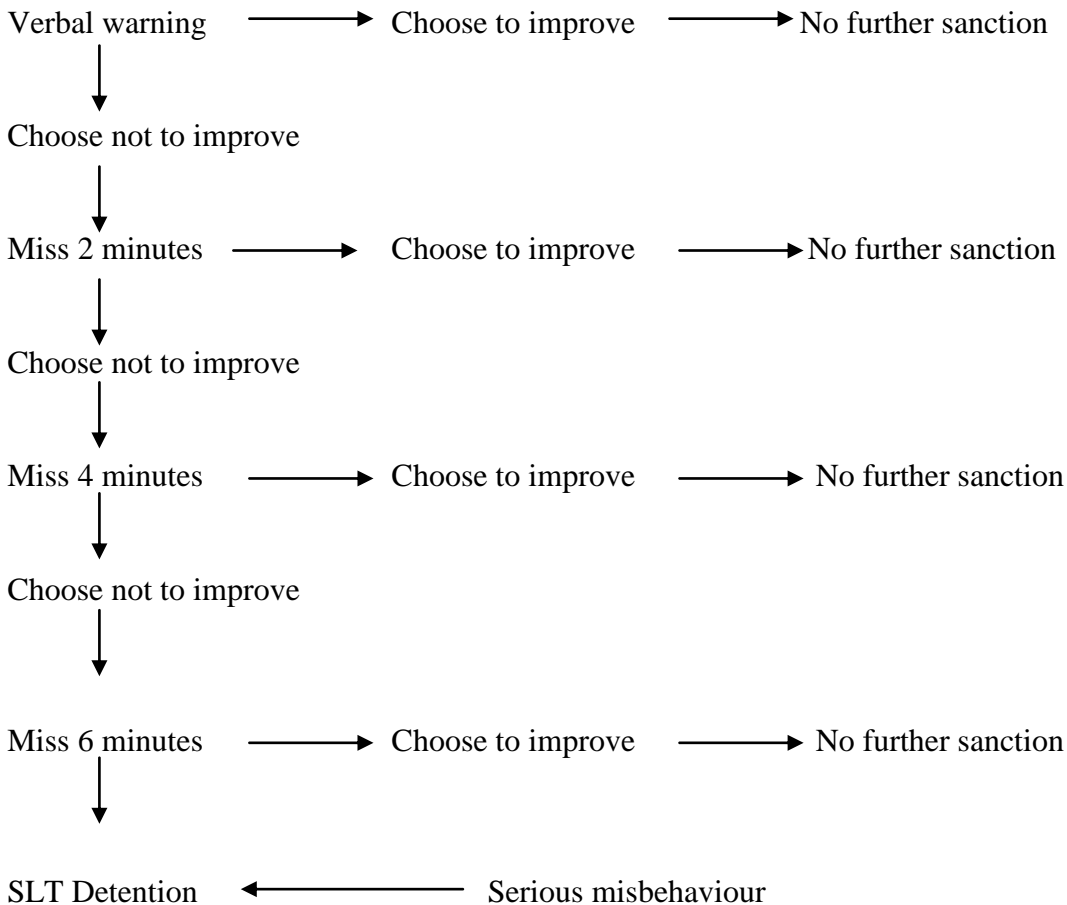 Verbal warning Choose to improve No further sanction
Choose not to improve
Miss 2 minutes Choose to improve No further sanction
Choose not to improve
Miss 4 minutes Choose to improve No further sanction
Choose not to improve
Miss 6 minutes Choose to improve No further sanction
SLT Detention Serious misbehaviour